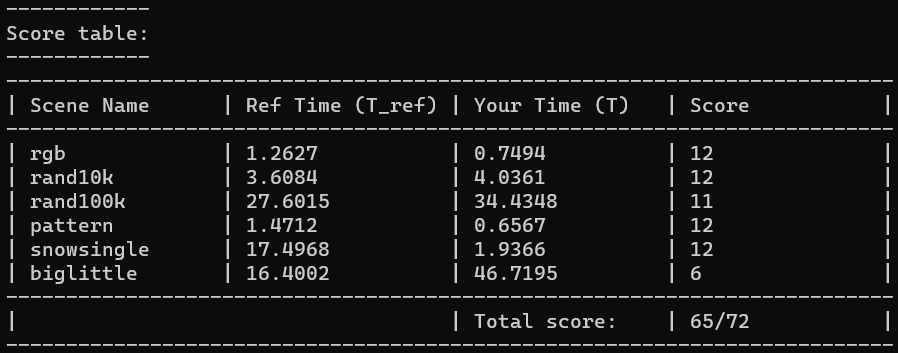 ------------
Score table:
------------
--------------------------------------------------------------------------
| Scene Name      | Ref Time (T_ref) | Your Time (T)   | Score           |
--------------------------------------------------------------------------
| rgb             | 1.2627           | 0.7494          | 12              |
| rand10k         | 3.6084           | 4.0361          | 12              |
| rand100k        | 27.6015          | 34.4348         | 11              |
| pattern         | 1.4712           | 0.6567          | 12              |
| snowsingle      | 17.4968          | 1.9366          | 12              |
| biglittle       | 16.4002          | 46.7195         | 6               |
--------------------------------------------------------------------------
|                                    | Total score:    | 65/72           |
--------------------------------------------------------------------------